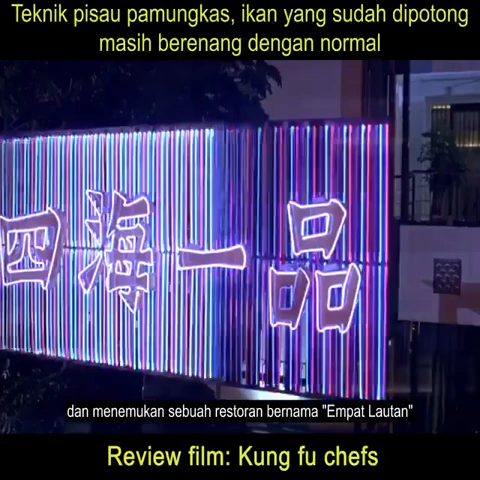 Teknik pisau pamungkas, ikan yang sudah dipotong
masih berenang dengan normal
四海一品
dan menemukan sebuah restoran bernama "Empat Lautan"
Review film: Kung fu chefs